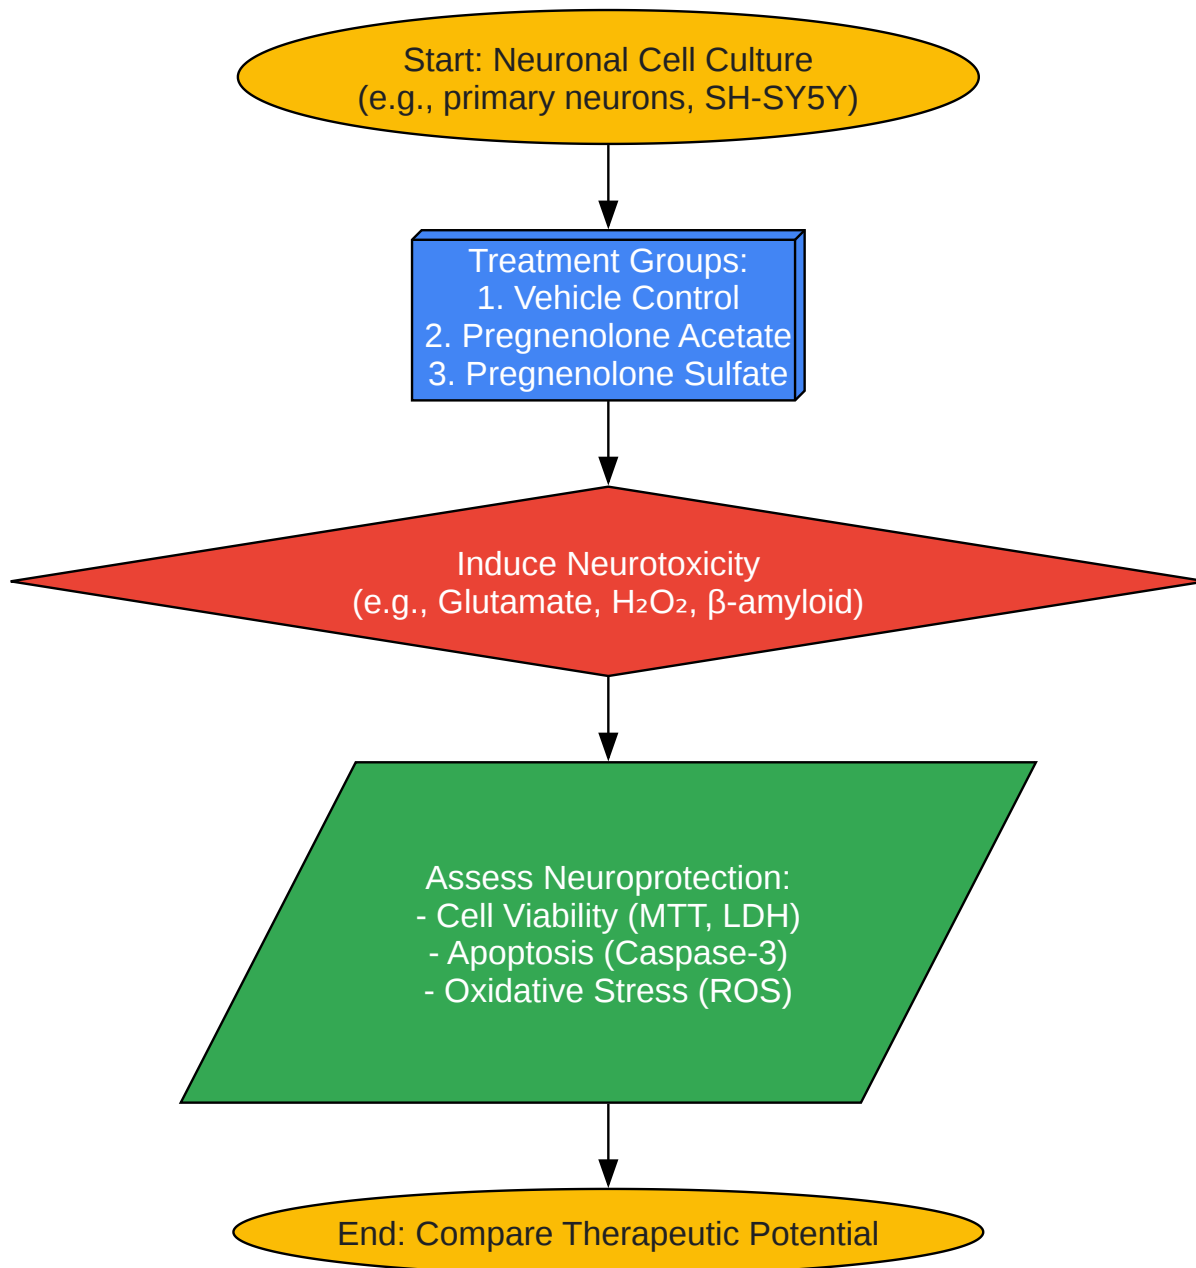 Start: Neuronal Cell Culture
(e.g., primary neurons, SH-SY5Y)
Treatment Groups:
1. Vehicle Control
2. Pregnenolone Acetate
3. Pregnenolone Sulfate
Induce Neurotoxicity
(e.g., Glutamate, H₂O₂, β-amyloid)
Assess Neuroprotection:
- Cell Viability (MTT, LDH)
- Apoptosis (Caspase-3)
- Oxidative Stress (ROS)
End: Compare Therapeutic Potential